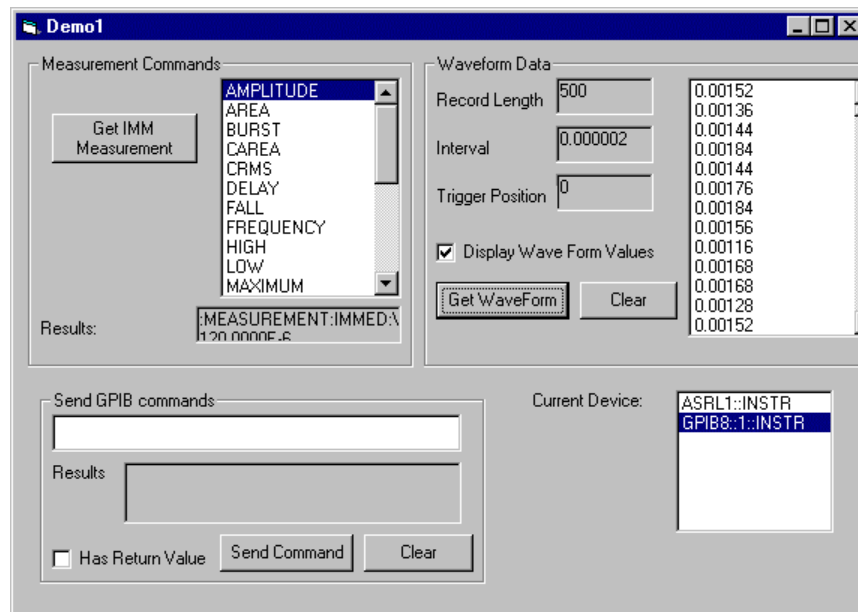 Demo1
Measurement Commands
Get IMM
Measurement
AMPLITUDE
AREA
BURST
CAREA
CRMS
DELAY
FALL
FREQUENCY
HIGH
LOW
MAXIMUM
Results:
:MEASUREMENT:IMMED:\
120.0000E-6
Waveform Data
Record Length
500
Interval
0.000002
Trigger Position
0
Display Wave Form Values
Get WaveForm
Clear
0.00152
0.00136
0.00144
0.00184
0.00144
0.00176
0.00184
0.00156
0.00116
0.00168
0.00168
0.00128
0.00152
Send GPIB commands
Results
Has Return Value
Send Command
Clear
Current Device:
ASRL1::INSTR
GPIB8::1::INSTR